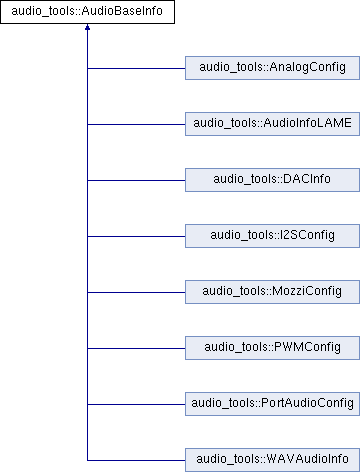 audio_tools::AudioBaseInfo
audio_tools::AnalogConfig
audio_tools::AudioInfoLAME
audio_tools::DACInfo
audio_tools::I2SConfig
audio_tools::MozziConfig
audio_tools::PWMConfig
audio_tools::PortAudioConfig
audio_tools::WAVAudioInfo